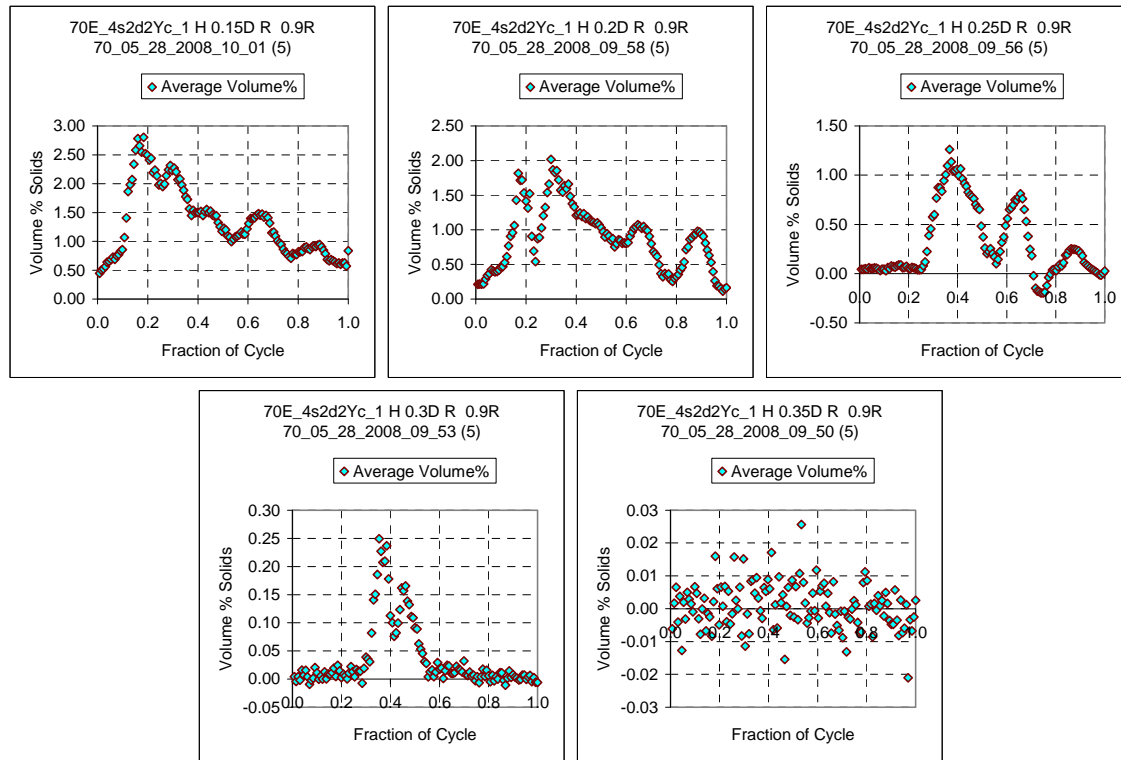 70E_4s2d2Yc_1 H 0.15D R 0.9R
70_05_28_2008_10_01 (5)
Average Volume%
3.00
2.50
2.00
1.50
1.00
0.50
0.00
0.0 0.2 0.4 0.6 0.8 1.0
Volume % Solids
Fraction of Cycle
70E_4s2d2Yc_1 H 0.2D R 0.9R
70_05_28_2008_09_58 (5)
Average Volume%
2.50
2.00
1.50
1.00
0.50
0.00
0.0 0.2 0.4 0.6 0.8 1.0
Volume % Solids
Fraction of Cycle
70E_4s2d2Yc_1 H 0.25D R 0.9R
70_05_28_2008_09_56 (5)
Average Volume%
1.50
1.00
0.50
0.00
-0.50
0.0 0.2 0.4 0.6 0.8 1.0
Volume % Solids
Fraction of Cycle
70E_4s2d2Yc_1 H 0.3D R 0.9R
70_05_28_2008_09_53 (5)
Average Volume%
0.30
0.25
0.20
0.15
0.10
0.05
0.00
-0.05
0.0 0.2 0.4 0.6 0.8 1.0
Volume % Solids
Fraction of Cycle
70E_4s2d2Yc_1 H 0.35D R 0.9R
70_05_28_2008_09_50 (5)
Average Volume%
0.03
0.02
0.01
0.00
-0.01
-0.02
-0.03
0.0 0.2 0.4 0.6 0.8 1.0
Volume % Solids
Fraction of Cycle